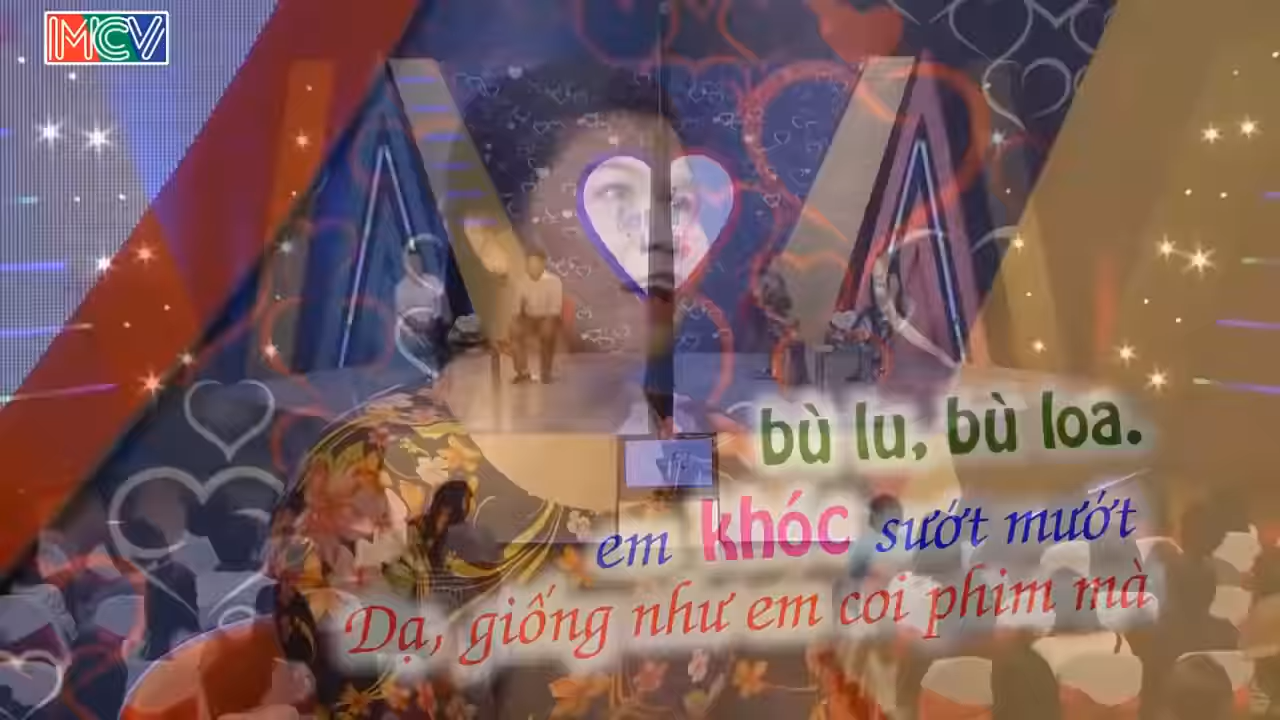 MCV
bù lu, bù loa.
em khóc sướt mướt
Dạ, giống như em coi phim mà